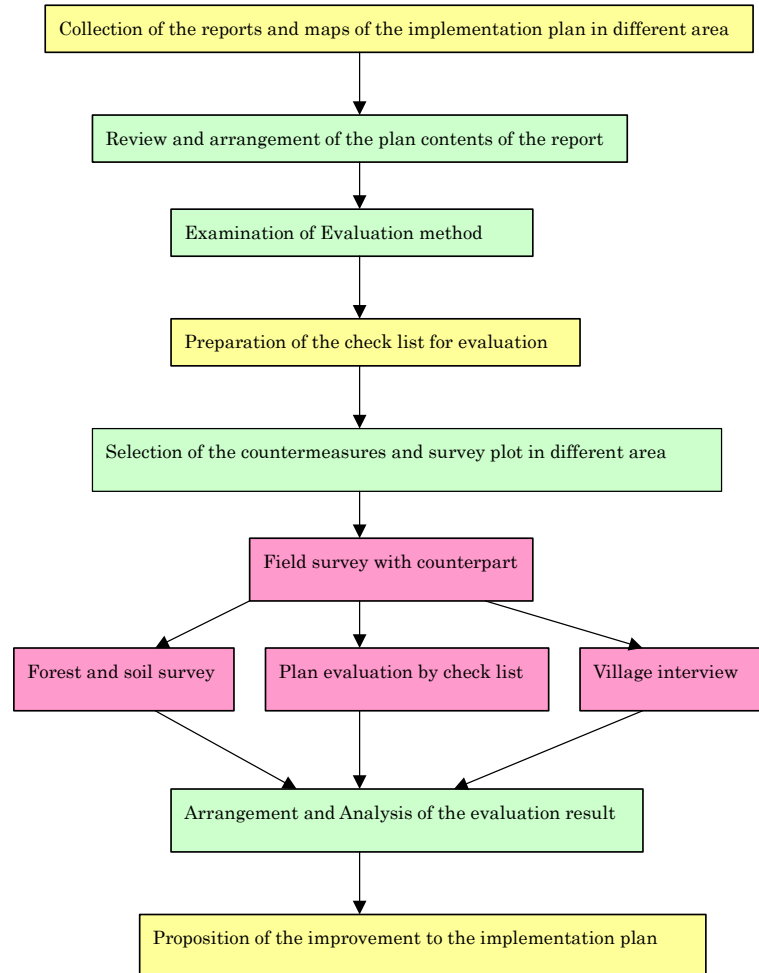 Collection of the reports and maps of the implementation plan in different area
Review and arrangement of the plan contents of the report
Examination of Evaluation method
Preparation of the check list for evaluation
Selection of the countermeasures and survey plot in different area
Field survey with counterpart
Forest and soil survey
Plan evaluation by check list
Village interview
Arrangement and Analysis of the evaluation result
Proposition of the improvement to the implementation plan